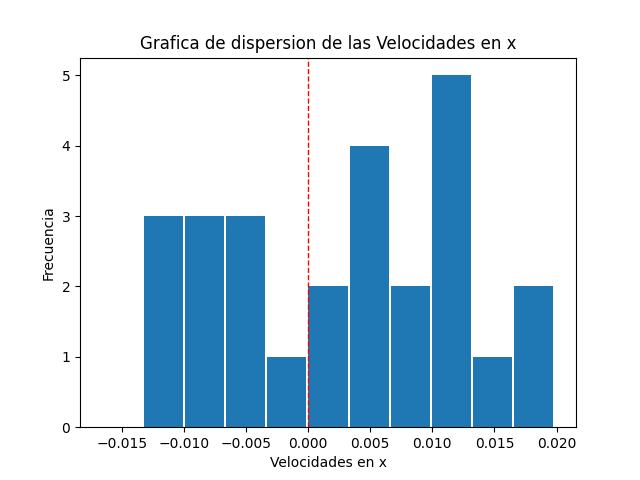 Grafica de dispersion de las Velocidades en x
Frecuencia
5
4
3
2
1
0
−0.015 −0.010 −0.005 0.000 0.005 0.010 0.015 0.020
Velocidades en x